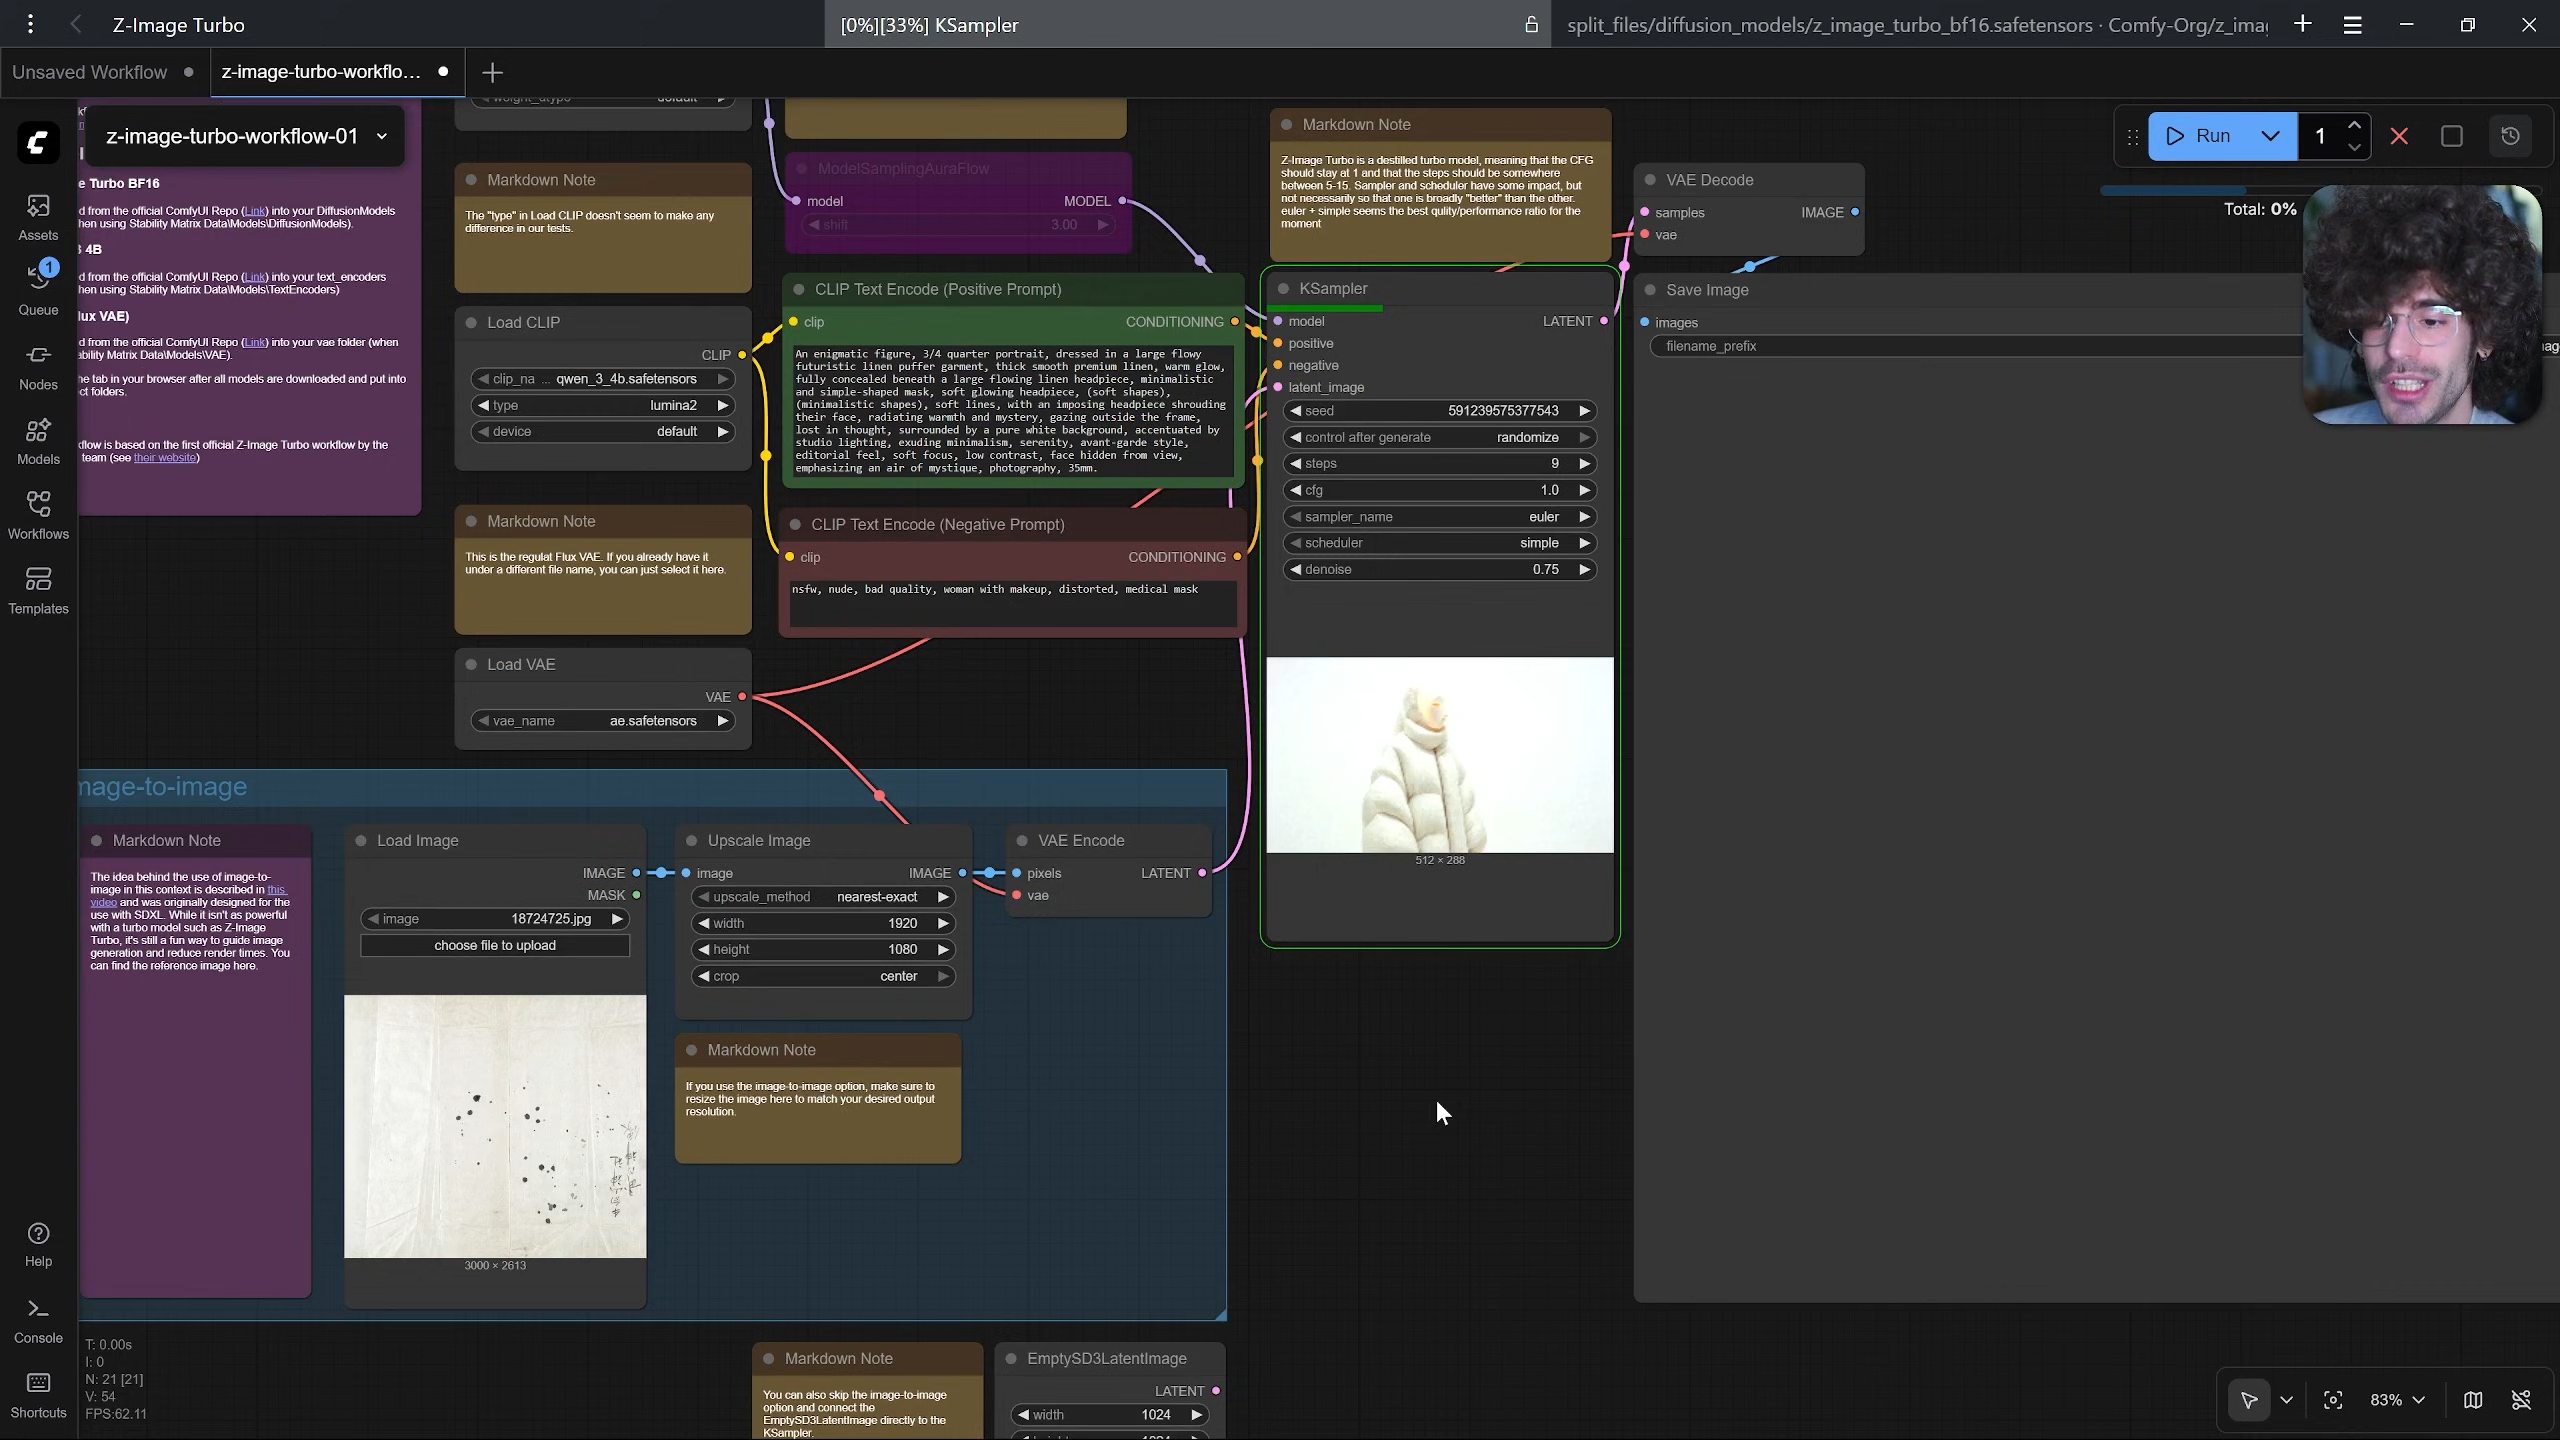 Z-Image Turbo
[0%][33%] KSampler
split_files/diffusion_models/z_image_turbo_bf16.safetensors · Comfy-Org/z_imag
Unsaved Workflow
z-image-turbo-workflo...
z-image-turbo-workflow-01
Run
1
Total: 0%
Assets
1
Queue
Nodes
Models
Workflows
Templates
Help
Console
Shortcuts
e Turbo BF16
d from the official ComfyUI Repo (Link) into your DiffusionModels
hen using Stability Matrix Data\Models\DiffusionModels).
4B
d from the official ComfyUI Repo (Link) into your text_encoders
hen using Stability Matrix Data\Models\TextEncoders)
lux VAE)
d from the official ComfyUI Repo (Link) into your vae folder (when
ability Matrix Data\Models\VAE).
he tab in your browser after all models are downloaded and put into
ct folders.
kflow is based on the first official Z-Image Turbo workflow by the
team (see their website)
weight_dtype default
Markdown Note
The "type" in Load CLIP doesn't seem to make any
difference in our tests.
Load CLIP
CLIP
clip_na ... qwen_3_4b.safetensors
type lumina2
device default
Markdown Note
This is the regulat Flux VAE. If you already have it
under a different file name, you can just select it here.
Load VAE
VAE
vae_name ae.safetensors
ModelSamplingAuraFlow
model MODEL
shift 3.00
CLIP Text Encode (Positive Prompt)
clip CONDITIONING
An enigmatic figure, 3/4 quarter portrait, dressed in a large flowy
futuristic linen puffer garment, thick smooth premium linen, warm glow,
fully concealed beneath a large flowing linen headpiece, minimalistic
and simple-shaped mask, soft glowing headpiece, (soft shapes),
(minimalistic shapes), soft lines, with an imposing headpiece shrouding
their face, radiating warmth and mystery, gazing outside the frame,
lost in thought, surrounded by a pure white background, accentuated by
studio lighting, exuding minimalism, serenity, avant-garde style,
editorial feel, soft focus, low contrast, face hidden from view,
emphasizing an air of mystique, photography, 35mm.
CLIP Text Encode (Negative Prompt)
clip CONDITIONING
nsfw, nude, bad quality, woman with makeup, distorted, medical mask
Markdown Note
Z-Image Turbo is a destilled turbo model, meaning that the CFG
should stay at 1 and that the steps should be somewhere
between 5-15. Sampler and scheduler have some impact, but
not necessarily so that one is broadly "better" than the other.
euler + simple seems the best qulity/performance ratio for the
moment
KSampler
model LATENT
positive
negative
latent_image
seed 591239575377543
control after generate randomize
steps 9
cfg 1.0
sampler_name euler
scheduler simple
denoise 0.75
512 × 288
VAE Decode
samples IMAGE
vae
Save Image
images
filename_prefix
mage-to-image
Markdown Note
The idea behind the use of image-to-
image in this context is described in this
video and was originally designed for the
use with SDXL. While it isn't as powerful
with a turbo model such as Z-Image
Turbo, it's still a fun way to guide image
generation and reduce render times. You
can find the reference image here.
Load Image
IMAGE
MASK
image 18724725.jpg
choose file to upload
3000 × 2613
Upscale Image
image IMAGE
upscale_method nearest-exact
width 1920
height 1080
crop center
Markdown Note
If you use the image-to-image option, make sure to
resize the image here to match your desired output
resolution.
VAE Encode
pixels LATENT
vae
Markdown Note
You can also skip the image-to-image
option and connect the
EmptySD3LatentImage directly to the
KSampler.
EmptySD3LatentImage
LATENT
width 1024
T: 0.00s
I: 0
N: 21 [21]
V: 54
FPS:62.11
83%